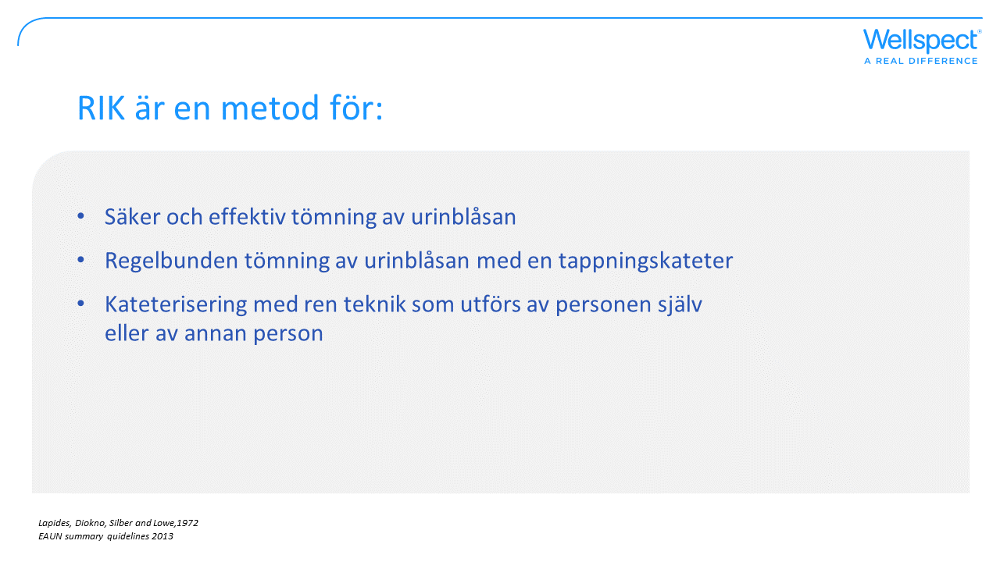 Wellspect®
A REAL DIFFERENCE
RIK är en metod för:
• Säker och effektiv tömning av urinblåsan
• Regelbunden tömning av urinblåsan med en tappningskateter
• Kateterisering med ren teknik som utförs av personen själv
eller av annan person
Lapides, Diokno, Silber and Lowe,1972
EAUN summary quidelines 2013